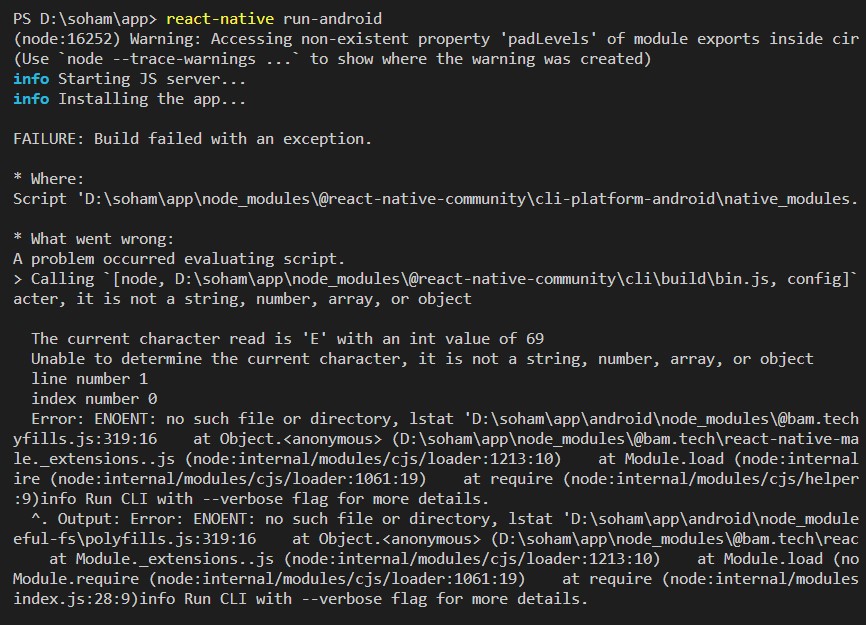 PS D:\soham\app> react-native run-android
(node:16252) Warning: Accessing non-existent property 'padLevels' of module exports inside cir
(Use `node --trace-warnings ...` to show where the warning was created)
info Starting JS server...
info Installing the app...
FAILURE: Build failed with an exception.
* Where:
Script 'D:\soham\app\node_modules\@react-native-community\cli-platform-android\native_modules.
* What went wrong:
A problem occurred evaluating script.
> Calling `[node, D:\soham\app\node_modules\@react-native-community\cli\build\bin.js, config]`
acter, it is not a string, number, array, or object
The current character read is 'E' with an int value of 69
Unable to determine the current character, it is not a string, number, array, or object
line number 1
index number 0
Error: ENOENT: no such file or directory, lstat 'D:\soham\app\android\node_modules\@bam.tech
yfills.js:319:16    at Object.<anonymous> (D:\soham\app\node_modules\@bam.tech\react-native-ma
le._extensions..js (node:internal/modules/cjs/loader:1213:10)    at Module.load (node:internal
ire (node:internal/modules/cjs/loader:1061:19)    at require (node:internal/modules/cjs/helper
:9)info Run CLI with --verbose flag for more details.
^. Output: Error: ENOENT: no such file or directory, lstat 'D:\soham\app\android\node_module
eful-fs\polyfills.js:319:16    at Object.<anonymous> (D:\soham\app\node_modules\@bam.tech\reac
at Module._extensions..js (node:internal/modules/cjs/loader:1213:10)    at Module.load (no
Module.require (node:internal/modules/cjs/loader:1061:19)    at require (node:internal/modules
index.js:28:9)info Run CLI with --verbose flag for more details.